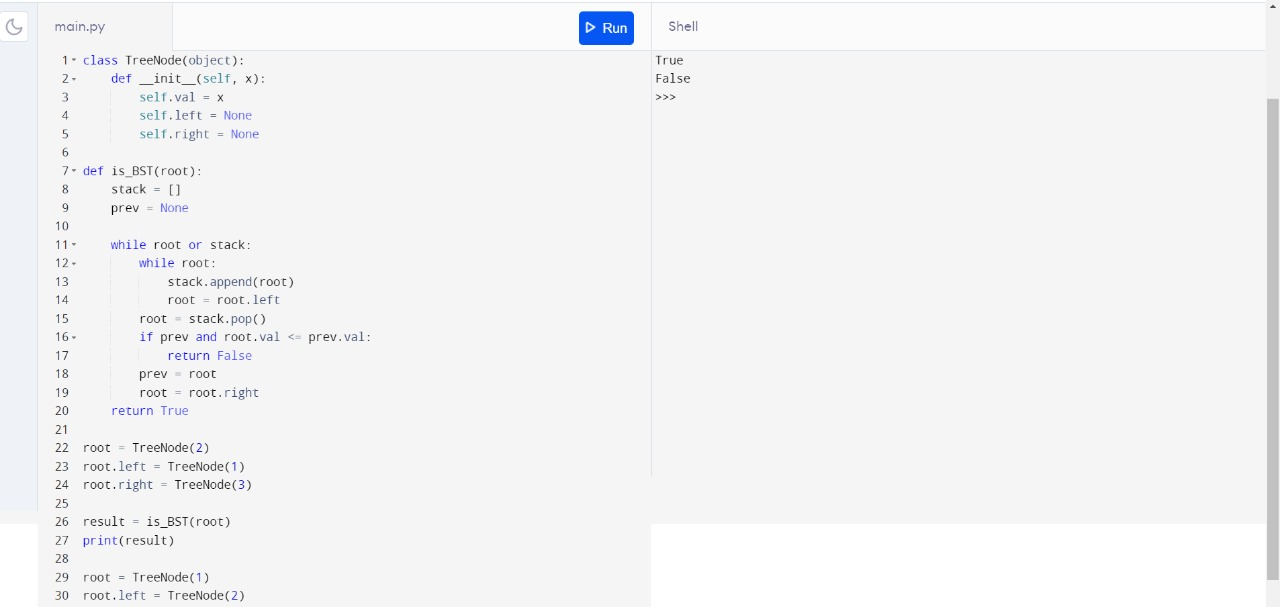 main.py
Run
Shell
1 class TreeNode(object):
2     def __init__(self, x):
3         self.val = x
4         self.left = None
5         self.right = None
6
7 def is_BST(root):
8     stack = []
9     prev = None
10
11     while root or stack:
12         while root:
13             stack.append(root)
14             root = root.left
15         root = stack.pop()
16         if prev and root.val <= prev.val:
17             return False
18         prev = root
19         root = root.right
20     return True
21
22 root = TreeNode(2)
23 root.left = TreeNode(1)
24 root.right = TreeNode(3)
25
26 result = is_BST(root)
27 print(result)
28
29 root = TreeNode(1)
30 root.left = TreeNode(2)
True
False
>>>